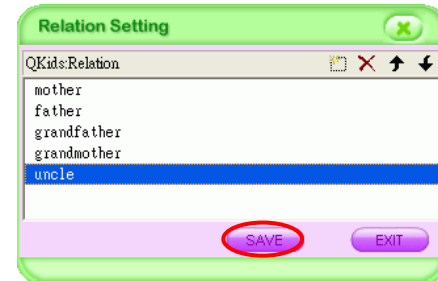 Relation Setting
QKids:Relation
mother
father
grandfather
grandmother
uncle
SAVE EXIT